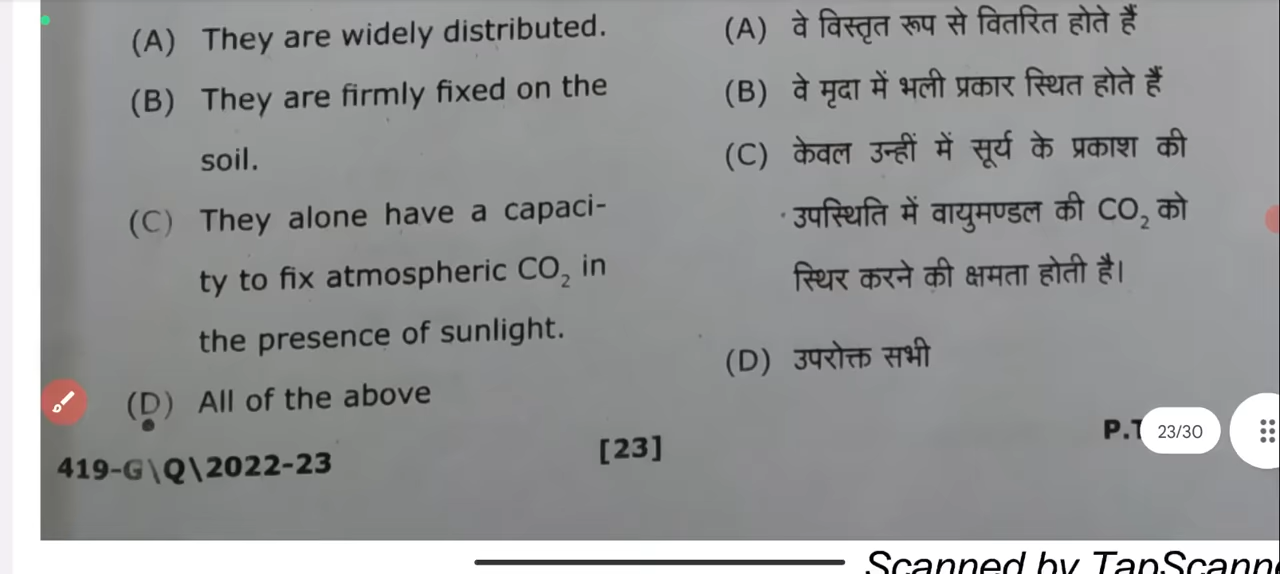 (A) They are widely distributed.
(B) They are firmly fixed on the
soil.
(C) They alone have a capaci-
ty to fix atmospheric CO₂ in
the presence of sunlight.
(D) All of the above
419-G\Q\2022-23
[23]
(A) वे विस्तृत रूप से वितरित होते हैं
(B) वे मृदा में भली प्रकार स्थित होते हैं
(C) केवल उन्हीं में सूर्य के प्रकाश की
उपस्थिति में वायुमण्डल की CO₂ को
स्थिर करने की क्षमता होती है।
(D) उपरोक्त सभी
23/30
Scanned by